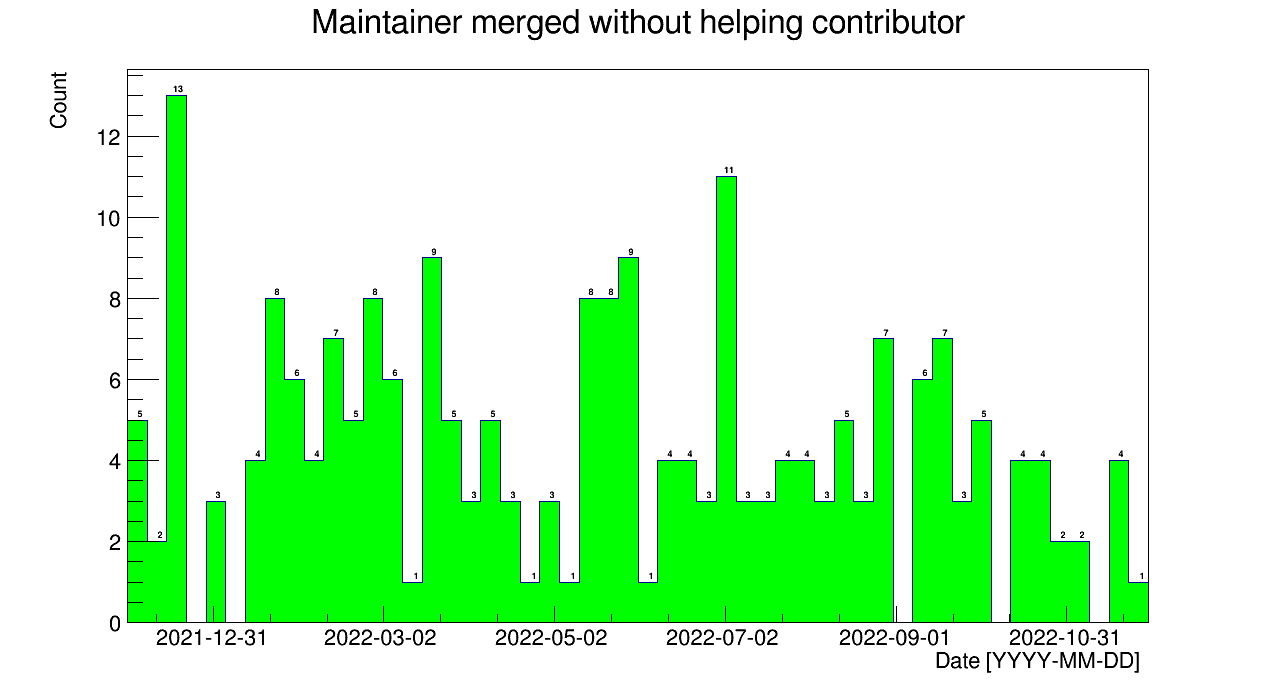 Maintainer merged without helping contributor
Count
13
11
12
10
9 9
8 8 8 8
8
7 7 7
6 6 6
6
5 5 5 5 5 5
4 4 4 4 4 4 4 4 4
4
3 3 3 3 3 3 3 3 3 3
2 2 2
2
1 1 1 1 1
0
2021-12-31 2022-03-02 2022-05-02 2022-07-02 2022-09-01 2022-10-31
Date [YYYY-MM-DD]